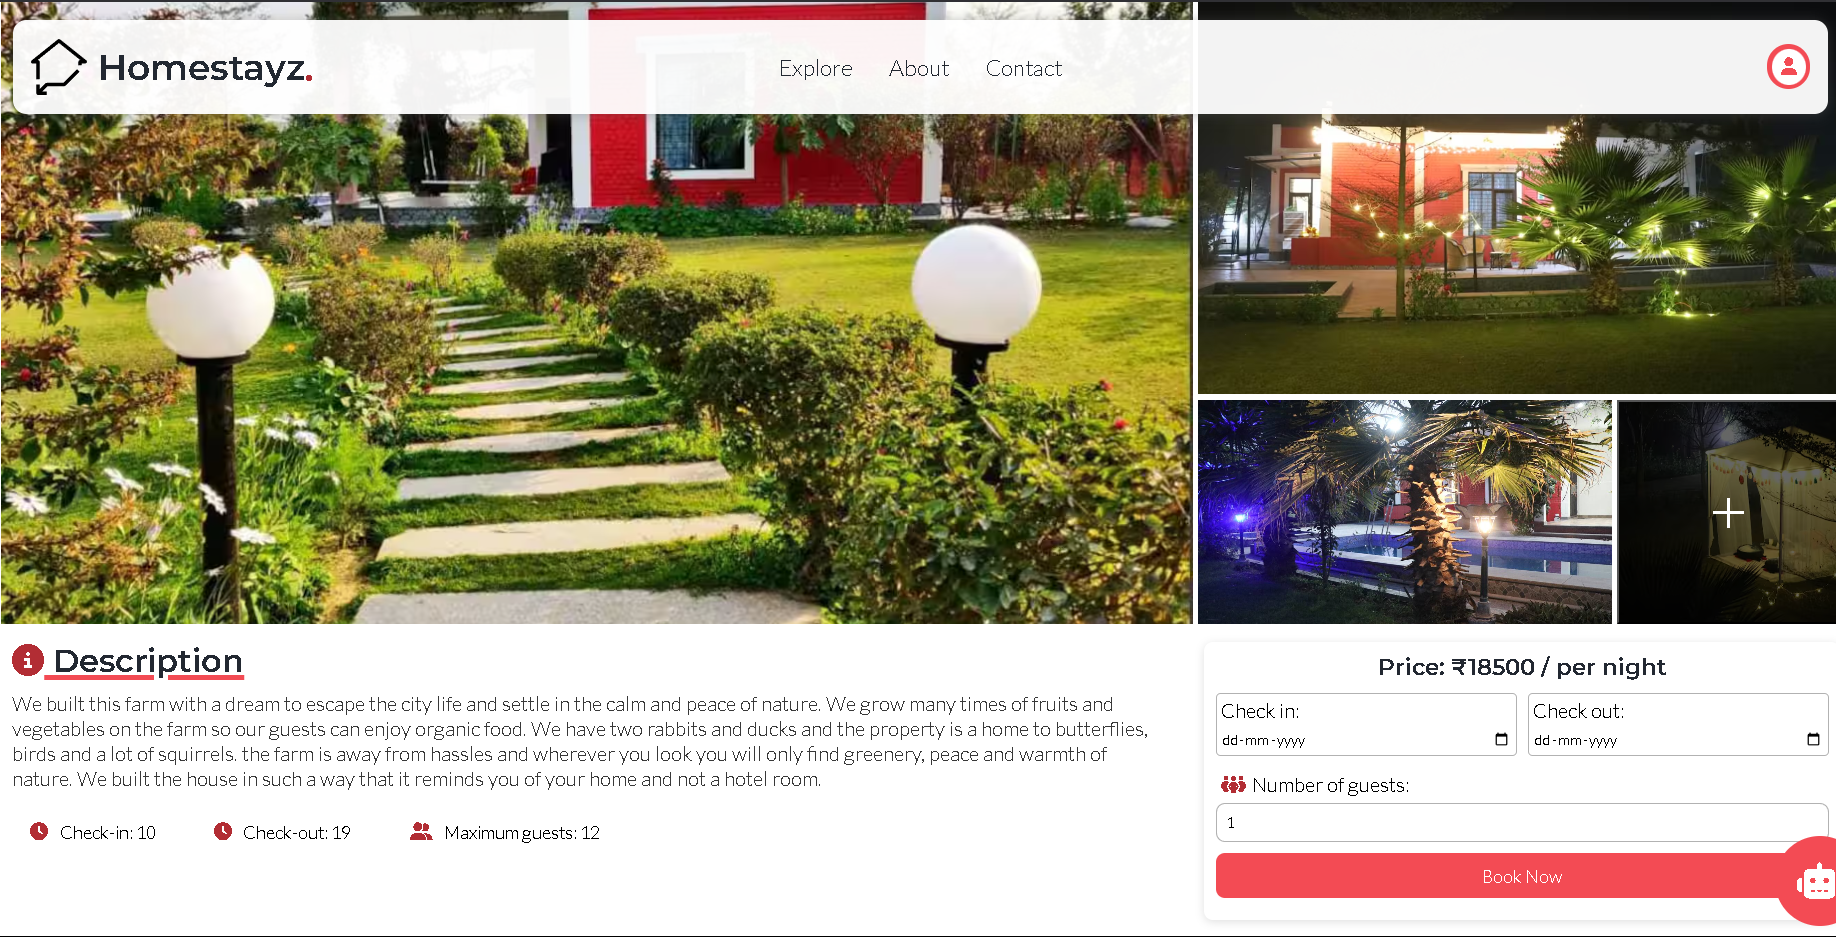 Homestayz.
Explore About Contact
Description
We built this farm with a dream to escape the city life and settle in the calm and peace of nature. We grow many times of fruits and
vegetables on the farm so our guests can enjoy organic food. We have two rabbits and ducks and the property is a home to butterflies,
birds and a lot of squirrels. the farm is away from hassles and wherever you look you will only find greenery, peace and warmth of
nature. We built the house in such a way that it reminds you of your home and not a hotel room.
Check-in: 10 Check-out: 19 Maximum guests: 12
Price: ₹18500 / per night
Check in: Check out:
dd-mm-yyyy dd-mm-yyyy
Number of guests:
1
Book Now